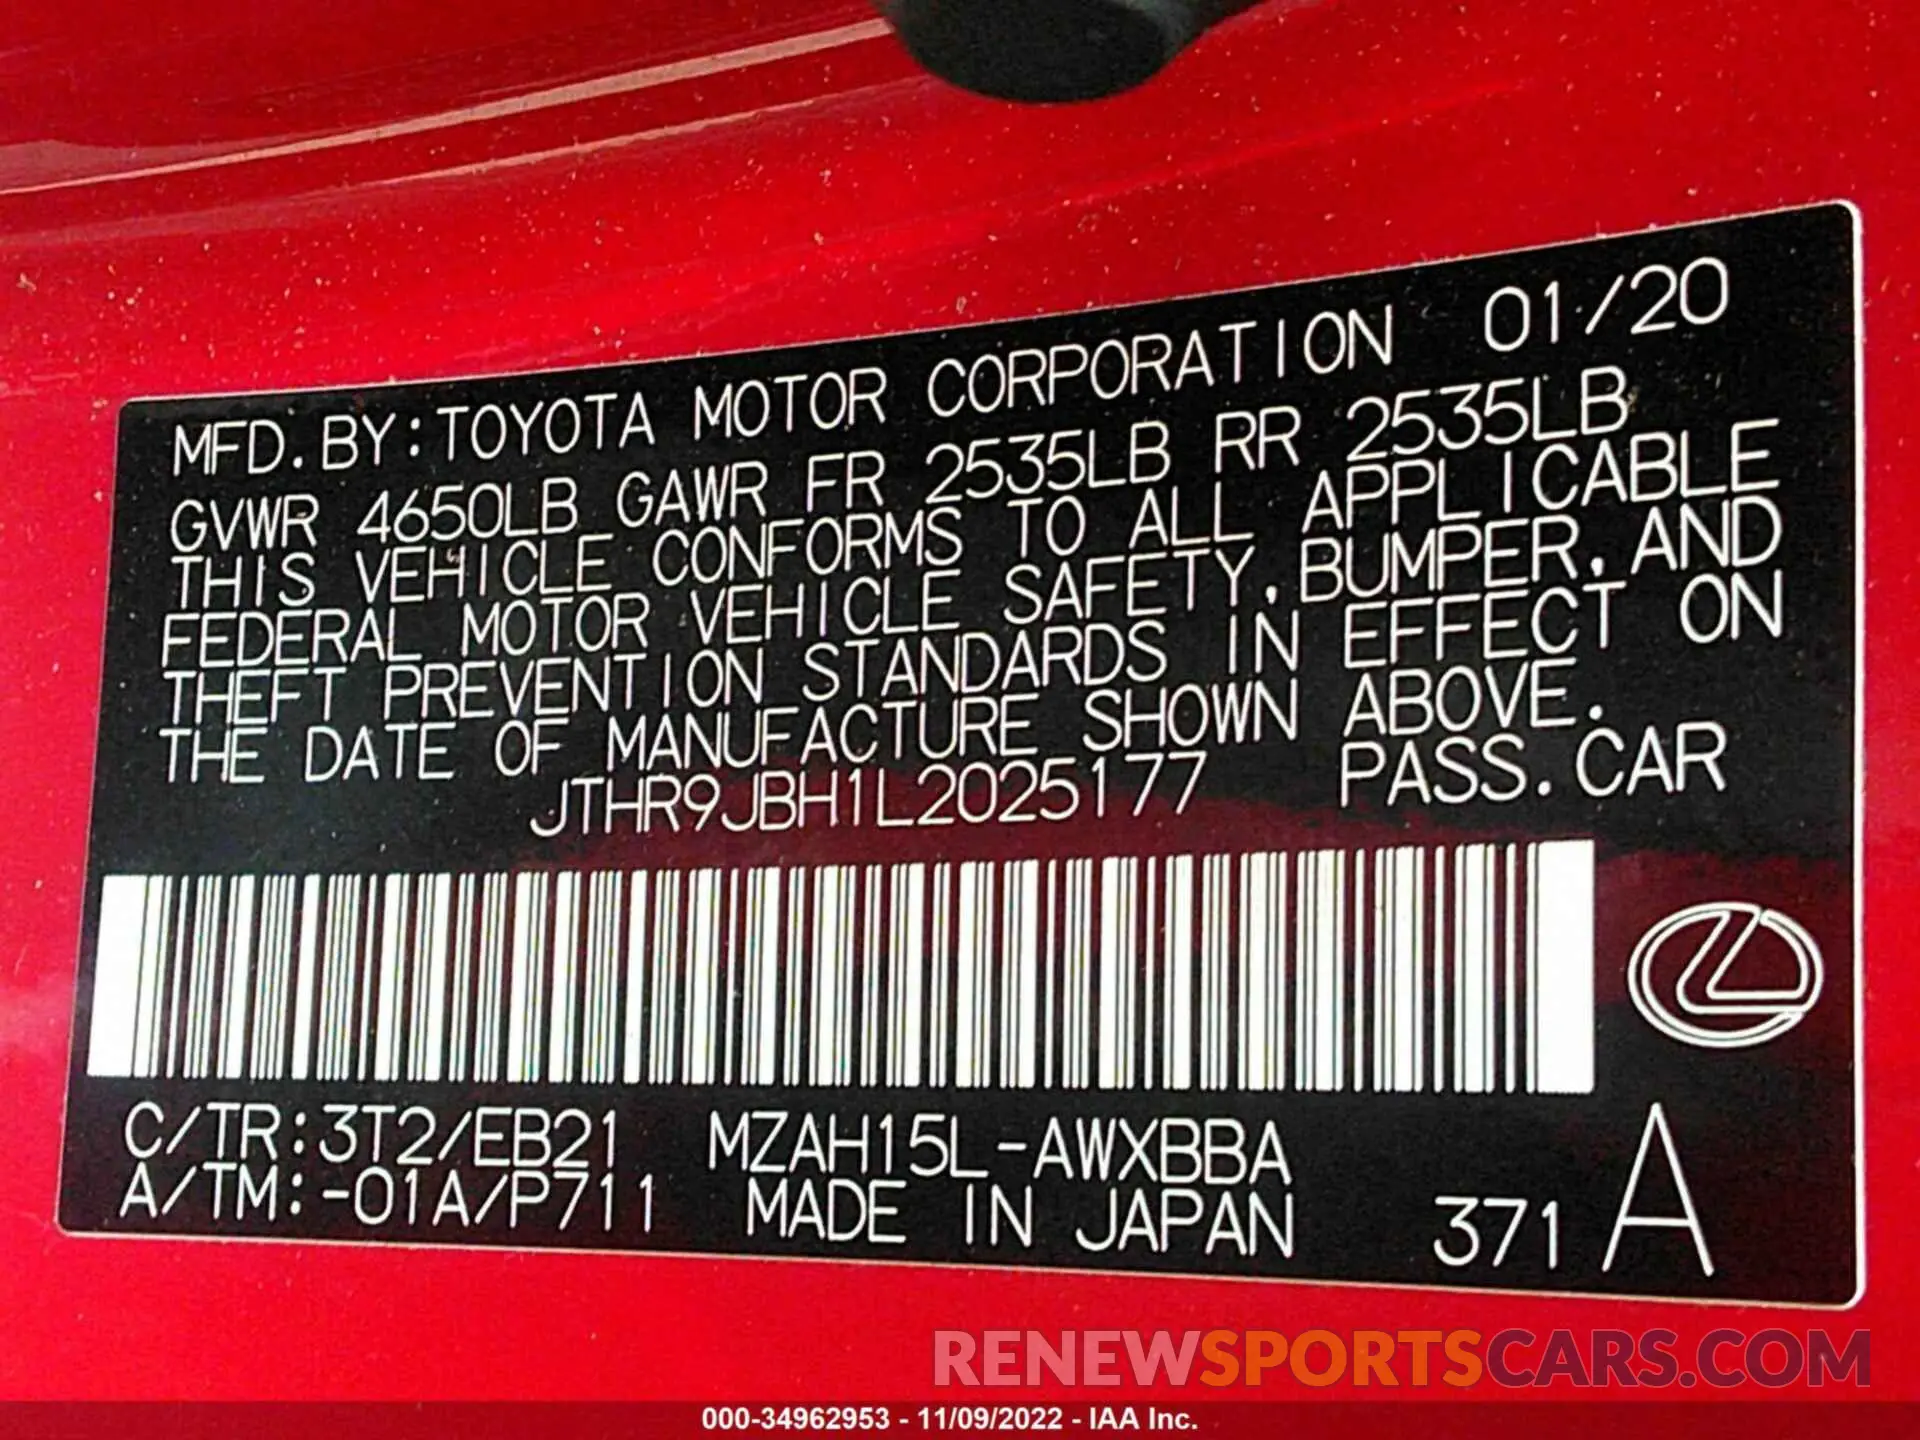 MFD. BY:TOYOTA MOTOR CORPORATION 01/20
GVWR 4650LB GAWR FR 2535LB RR 2535LB
THIS VEHICLE CONFORMS TO ALL APPLICABLE
FEDERAL MOTOR VEHICLE SAFETY, BUMPER, AND
THEFT PREVENTION STANDARDS IN EFFECT ON
THE DATE OF MANUFACTURE SHOWN ABOVE.
JTHR9JBH1L2025177 PASS. CAR
C/TR:3T2/EB21 MZAH15L-AWXBBA
A/TM:-01A/P711 MADE IN JAPAN 371 A
RENEWSPORTSCARS.COM
000-34962953 - 11/09/2022 - IAA Inc.